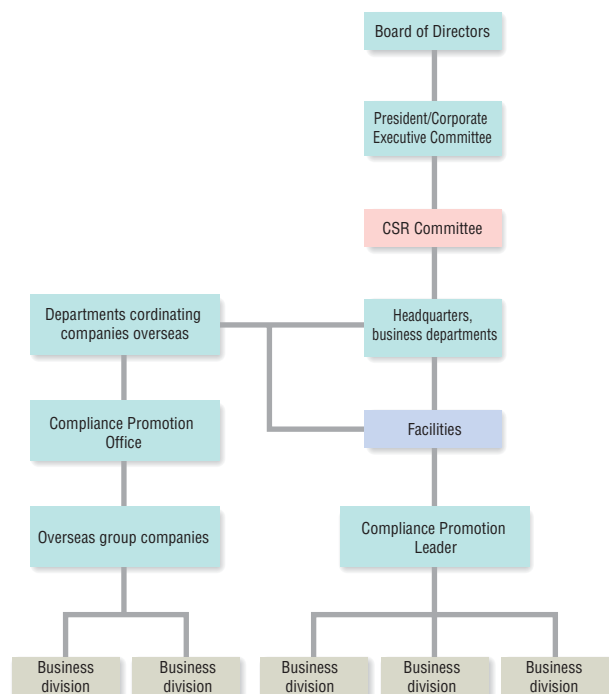 Board of Directors
President/Corporate
Executive Committee
CSR Committee
Departments cordinating
companies overseas
Headquarters,
business departments
Compliance Promotion
Office
Facilities
Overseas group companies
Compliance Promotion
Leader
Business
division
Business
division
Business
division
Business
division
Business
division